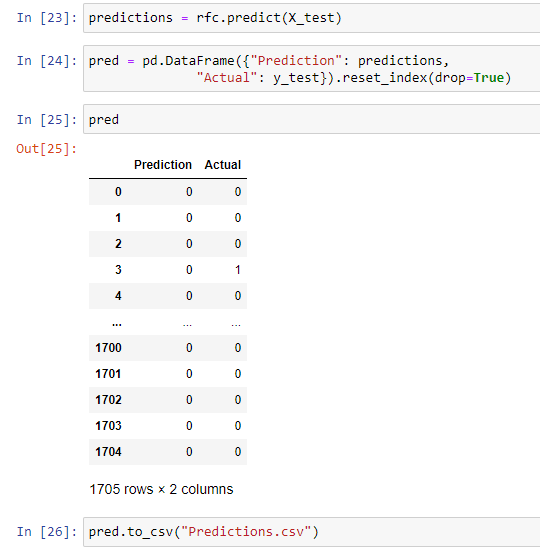 In [23]: predictions = rfc.predict(X_test)
In [24]: pred = pd.DataFrame({"Prediction": predictions,
"Actual": y_test}).reset_index(drop=True)
In [25]: pred
Out[25]:
Prediction Actual
0 0 0
1 0 0
2 0 0
3 0 1
4 0 0
... ... ...
1700 0 0
1701 0 0
1702 0 0
1703 0 0
1704 0 0
1705 rows × 2 columns
In [26]: pred.to_csv("Predictions.csv")